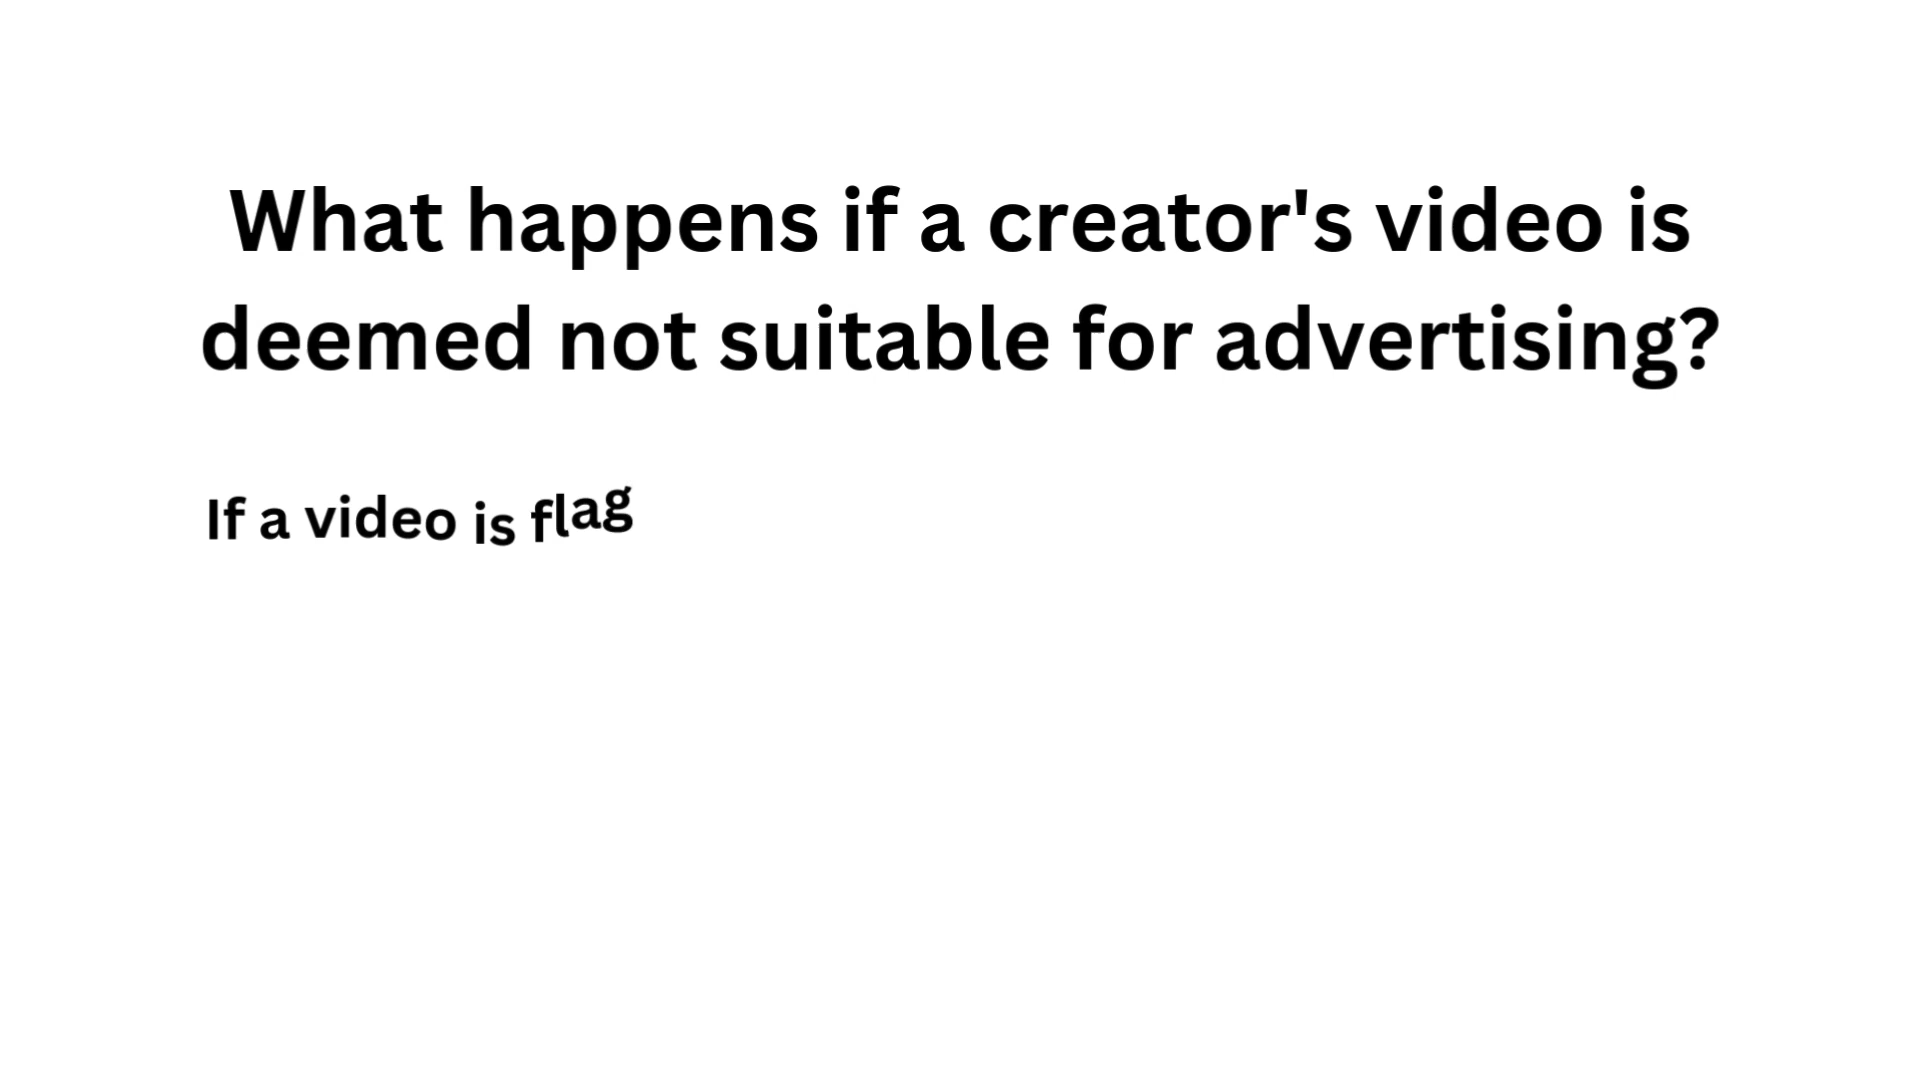 What happens if a creator's video is
deemed not suitable for advertising?
If a video is flag